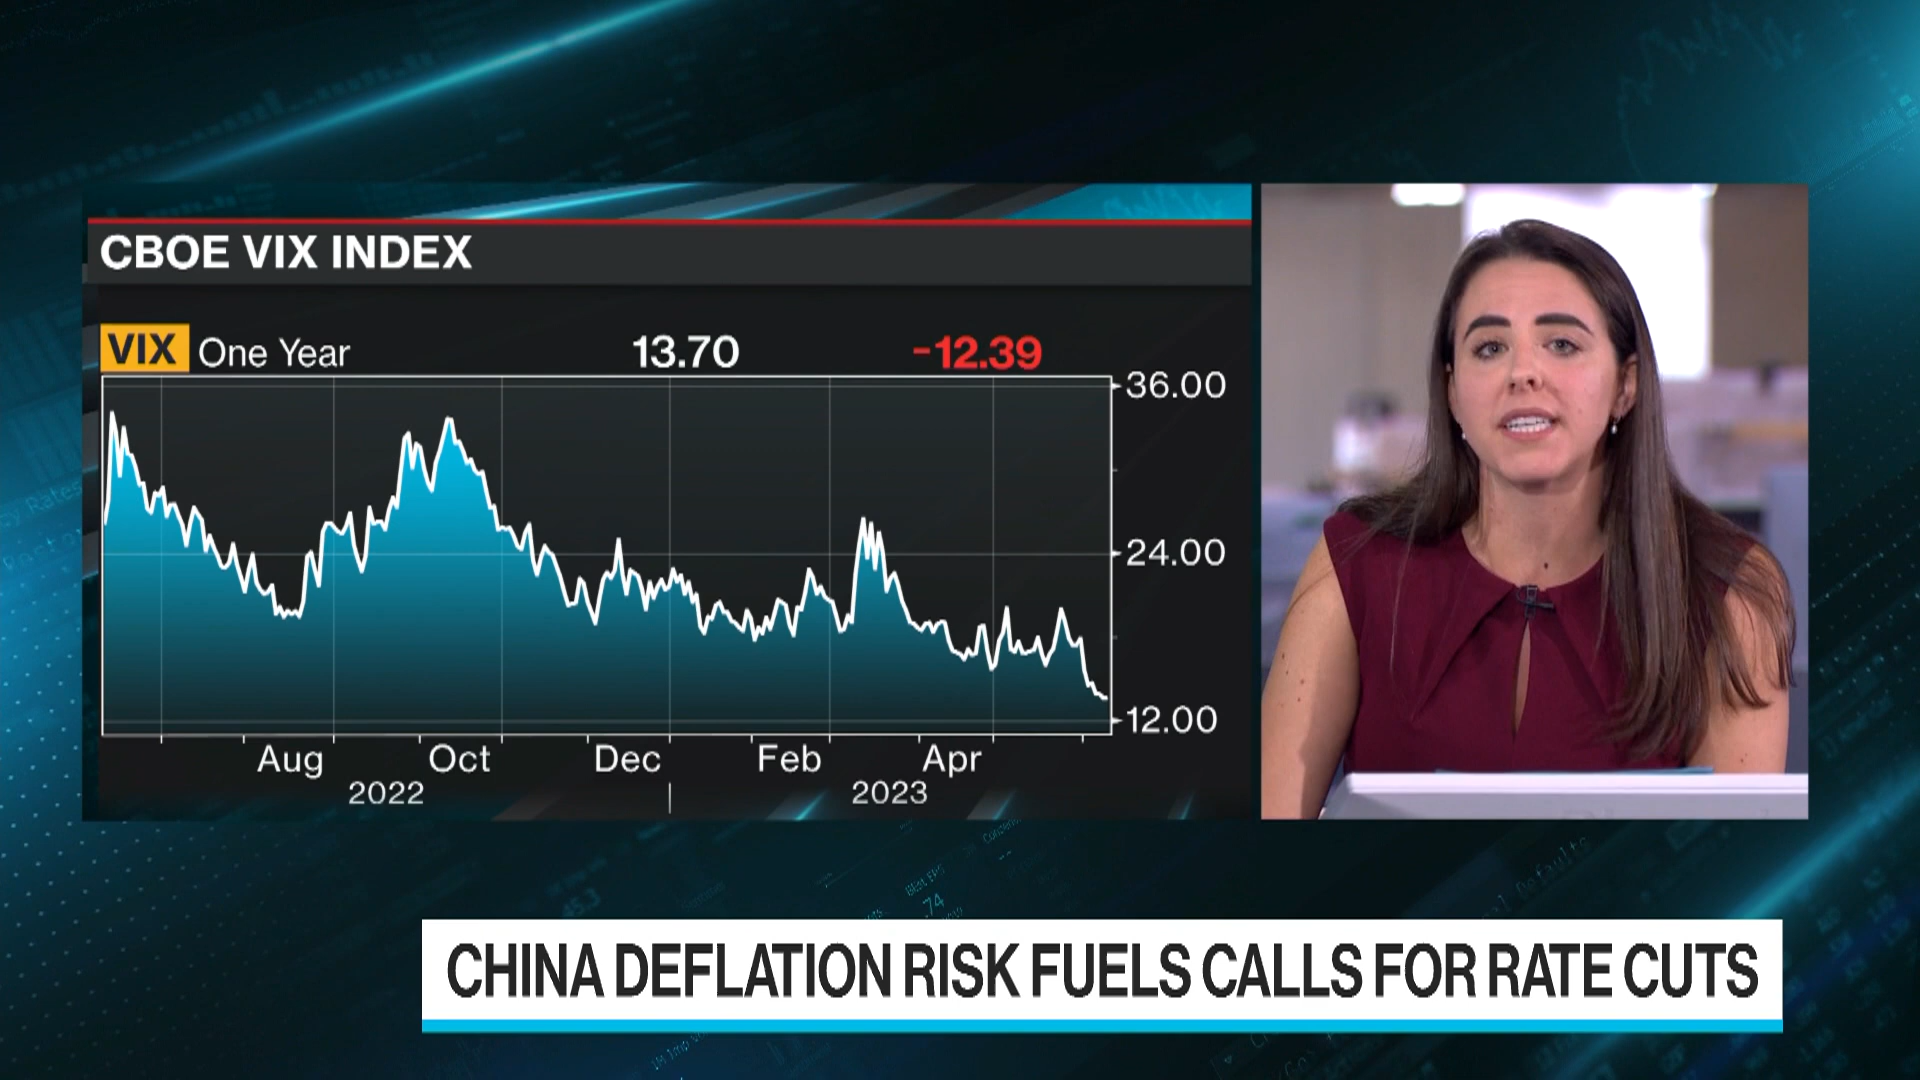 CBOE VIX INDEX
VIX One Year 13.70 -12.39
36.00
24.00
12.00
Aug Oct Dec Feb Apr
2022 2023
CHINA DEFLATION RISK FUELS CALLS FOR RATE CUTS